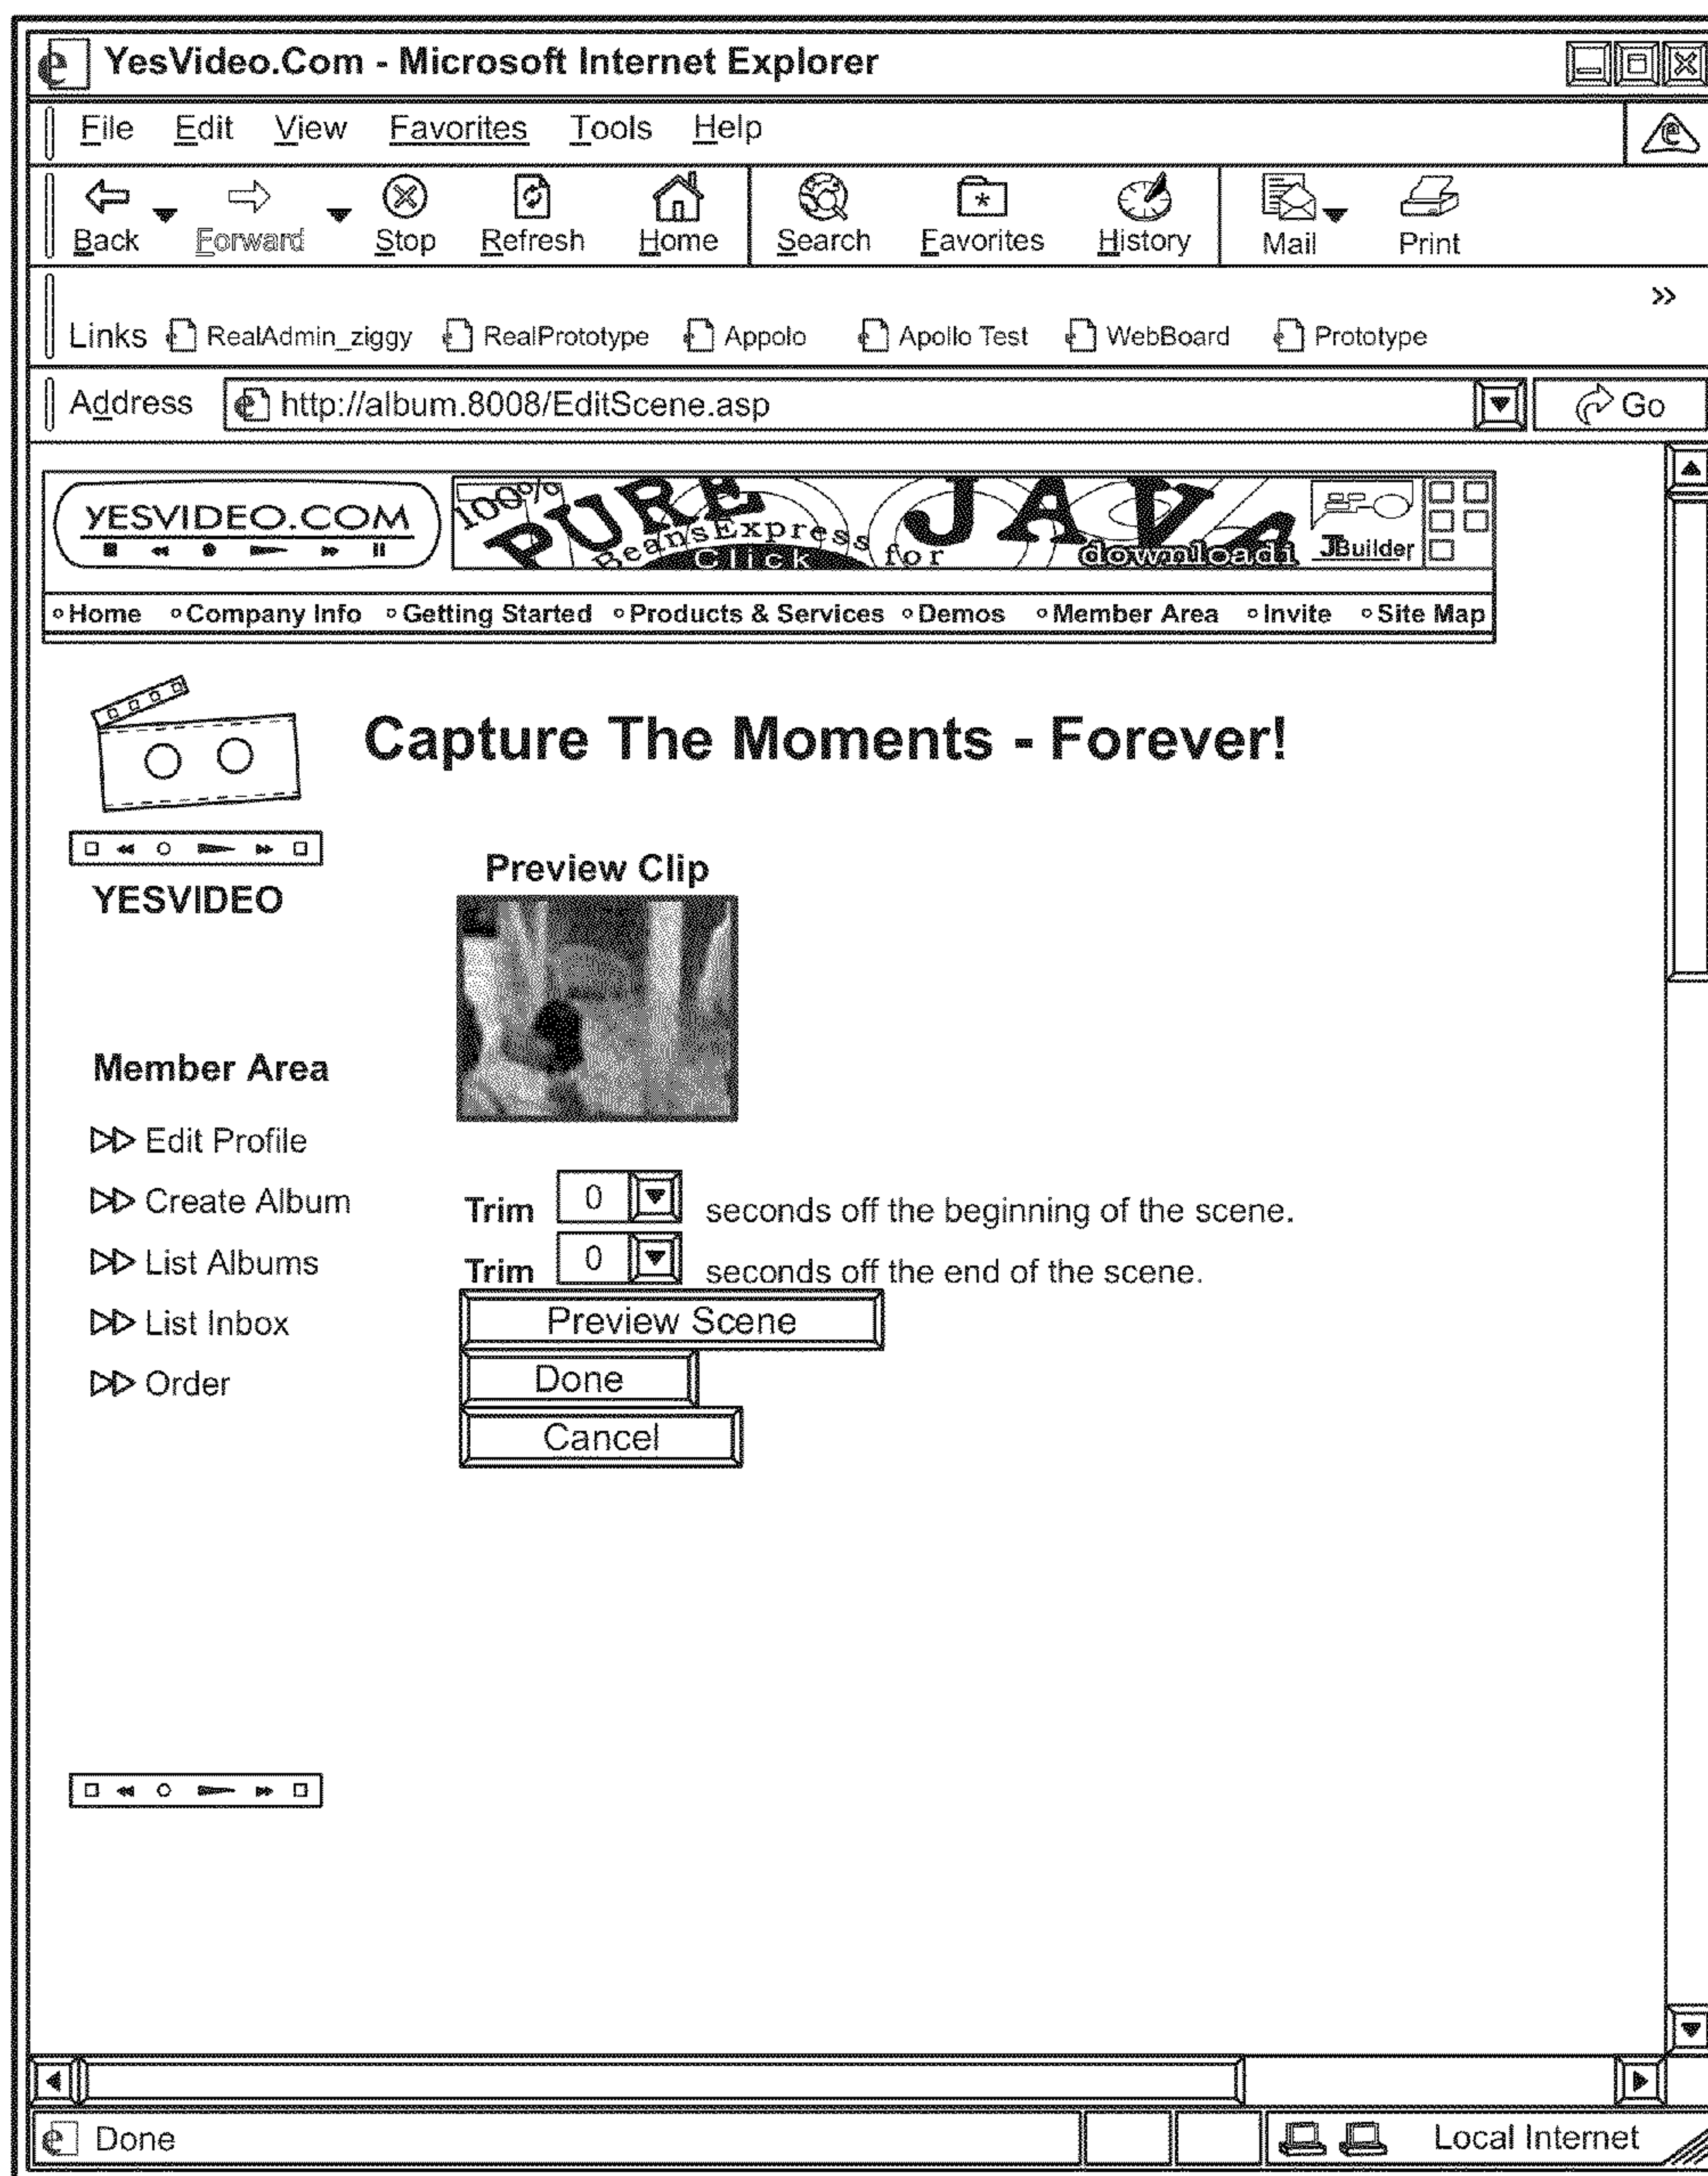 YesVideo.Com - Microsoft Internet Explorer
File Edit View Favorites Tools Help
Back Forward Stop Refresh Home Search Favorites History Mail Print
»
Links RealAdmin_ziggy RealPrototype Appolo Apollo Test WebBoard Prototype
Address http://album.8008/EditScene.asp Go
YESVIDEO.COM
100% PURE JAVA
BeansExpress
Click for downloadi JBuilder
Home Company Info Getting Started Products & Services Demos Member Area Invite Site Map
Capture The Moments - Forever!
YESVIDEO
Preview Clip
Member Area
Edit Profile
Create Album
List Albums
List Inbox
Order
Trim 0 seconds off the beginning of the scene.
Trim 0 seconds off the end of the scene.
Preview Scene
Done
Cancel
Done Local Internet